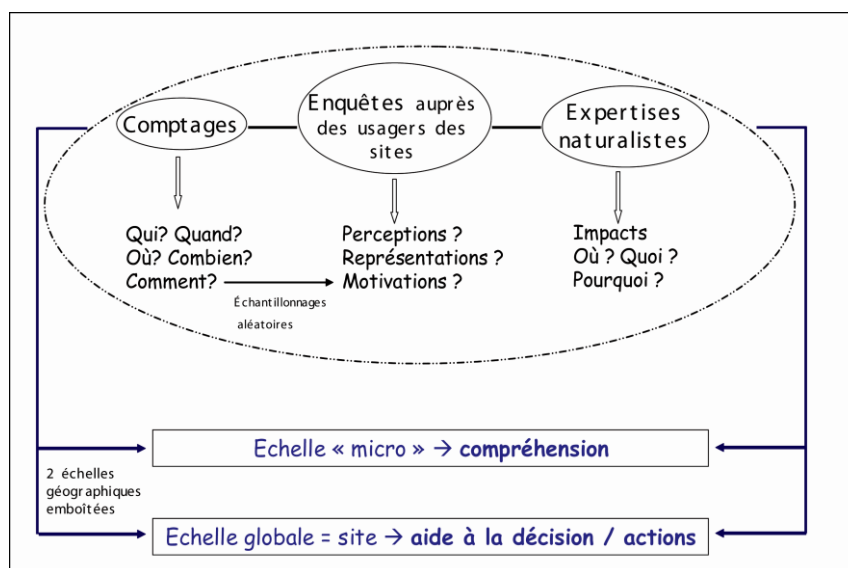 Comptages
Enquêtes auprès
des usagers des
sites
Expertises
naturalistes
Qui? Quand?
Où? Combien?
Comment?
Perceptions ?
Représentations ?
Motivations ?
Impacts
Où ? Quoi ?
Pourquoi ?
Échantillonnages
aléatoires
Echelle « micro » → compréhension
2 échelles
géographiques
emboîtées
Echelle globale = site → aide à la décision / actions